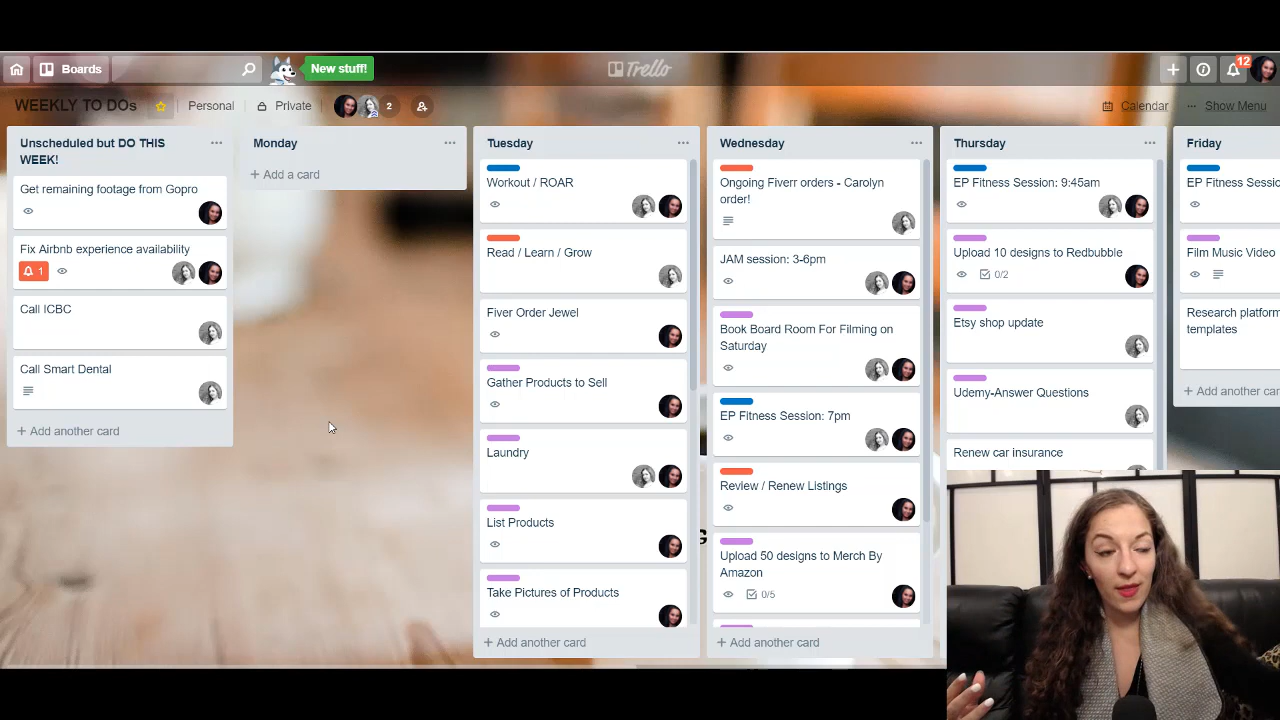 Boards
New stuff!
Trello
12
WEEKLY TO DOs
Personal
Private
2
Calendar
Show Menu
Unscheduled but DO THIS
WEEK!
Get remaining footage from Gopro
Fix Airbnb experience availability
1
Call ICBC
Call Smart Dental
Add another card
Monday
Add a card
Tuesday
Workout / ROAR
Read / Learn / Grow
Fiver Order Jewel
Gather Products to Sell
Laundry
List Products
Take Pictures of Products
Add another card
Wednesday
Ongoing Fiverr orders - Carolyn
order!
JAM session: 3-6pm
Book Board Room For Filming on
Saturday
EP Fitness Session: 7pm
Review / Renew Listings
Upload 50 designs to Merch By
Amazon
0/5
Add another card
Thursday
EP Fitness Session: 9:45am
Upload 10 designs to Redbubble
0/2
Etsy shop update
Udemy-Answer Questions
Renew car insurance
Friday
EP Fitness
Film Music Video
Research
templates
Add another